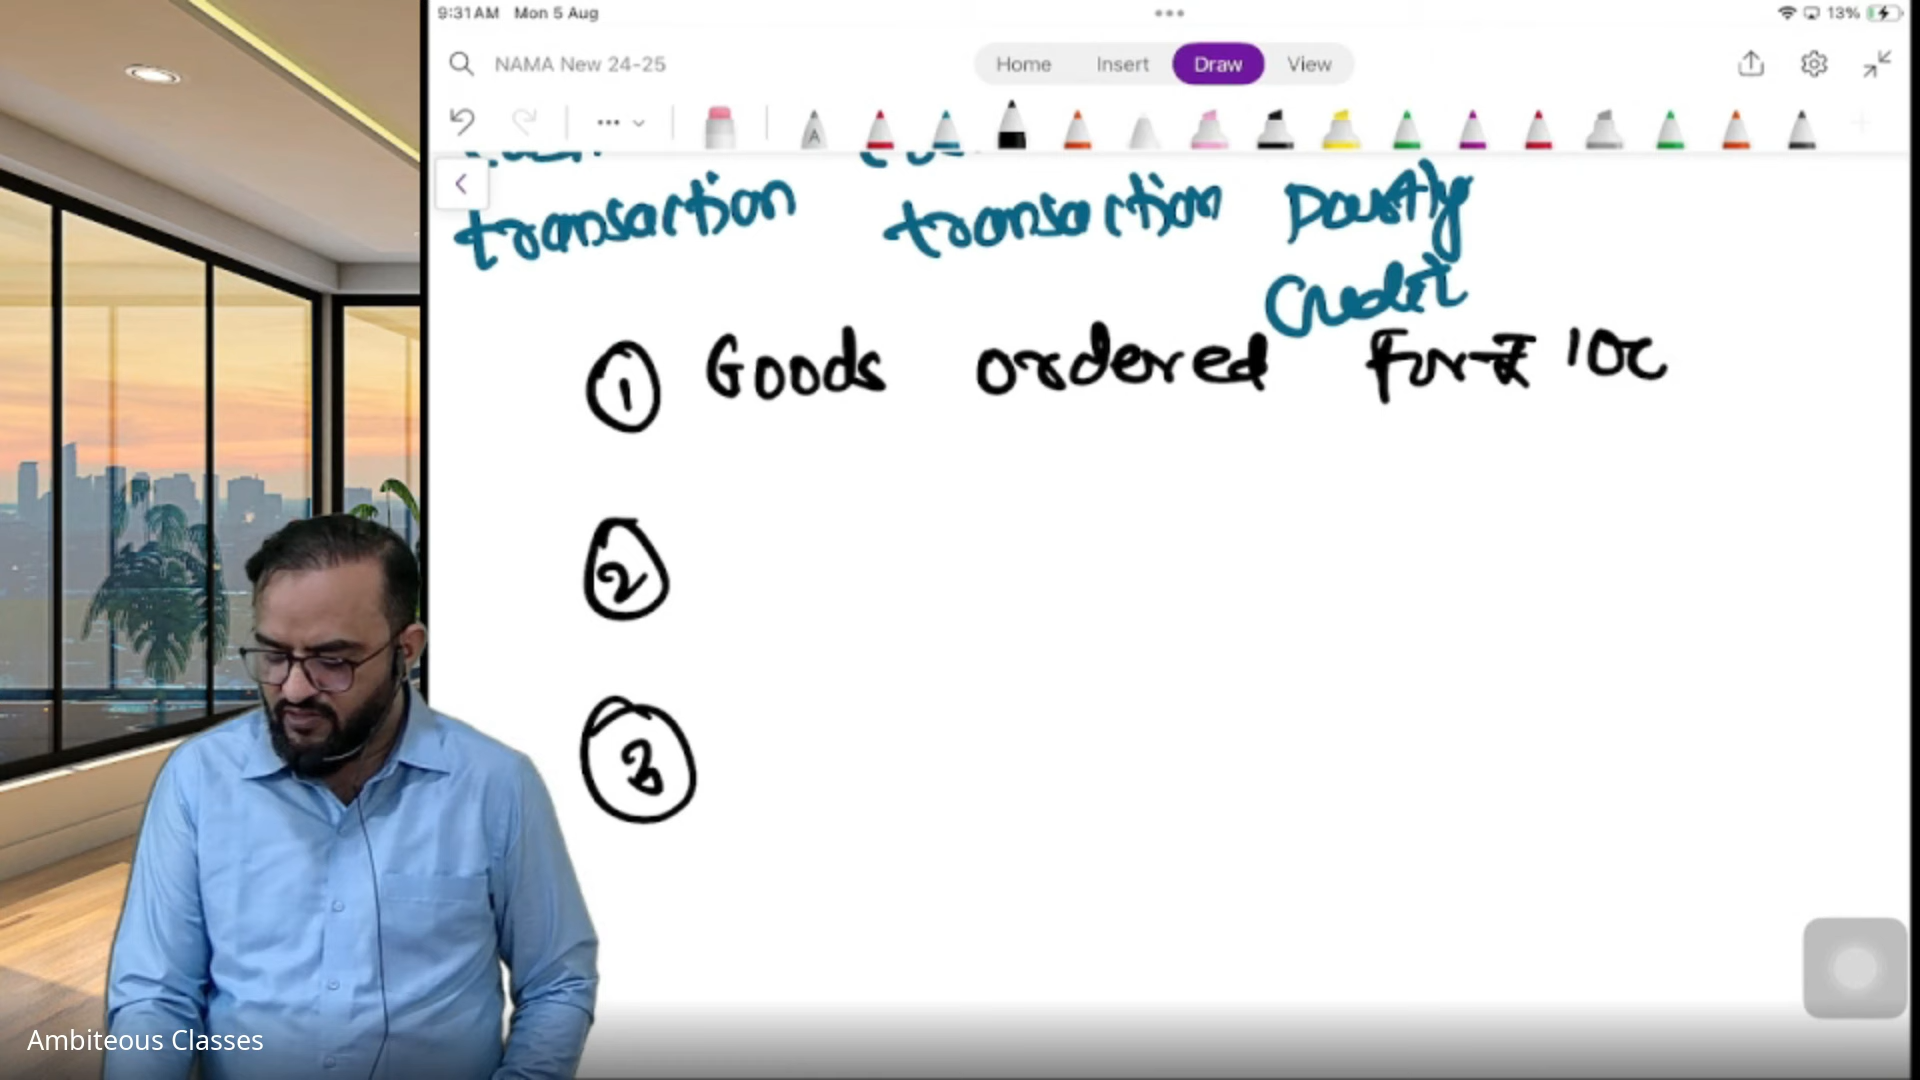 9:31 AM Mon 5 Aug
13%
NAMA New 24-25
Home Insert Draw View
A
transaction transaction Partly
Credit
① Goods ordered for ₹ 100
②
③
Ambiteous Classes